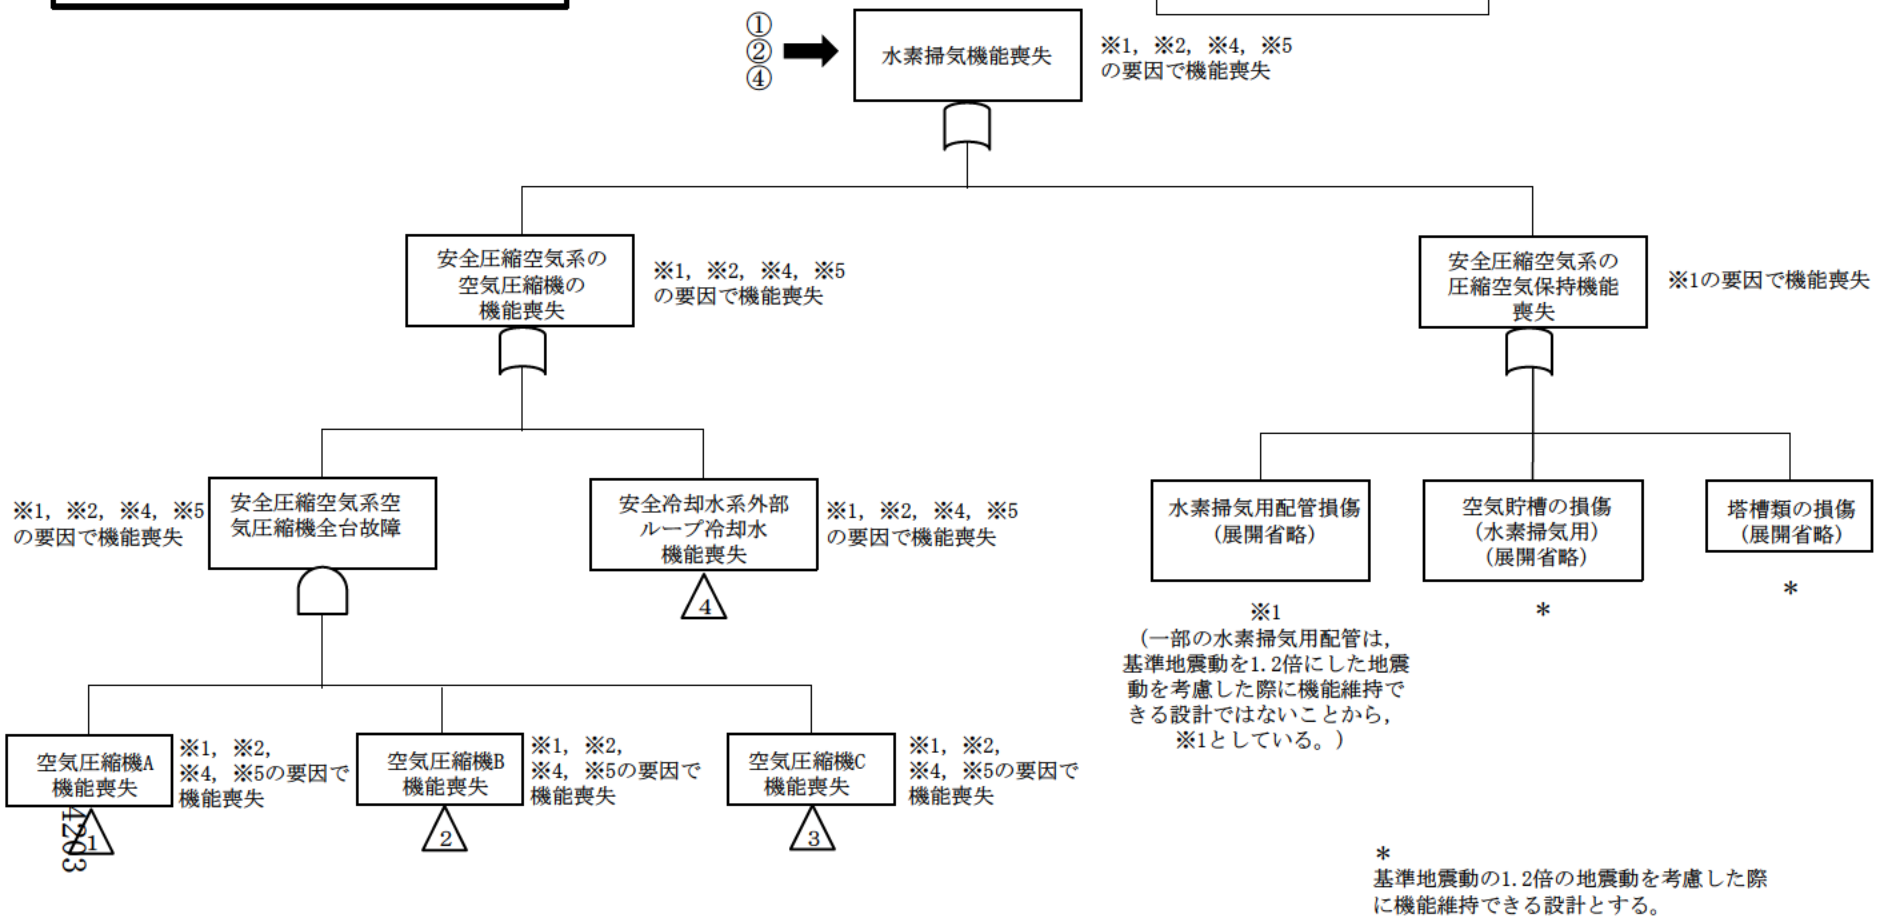 ①
②
④
水素掃気機能喪失
※1, ※2, ※4, ※5
の要因で機能喪失
安全圧縮空気系の
空気圧縮機の
機能喪失
※1, ※2, ※4, ※5
の要因で機能喪失
安全圧縮空気系の
圧縮空気保持機能
喪失
※1の要因で機能喪失
※1, ※2, ※4, ※5
の要因で機能喪失
安全圧縮空気系空
気圧縮機全台故障
安全冷却水系外部
ループ冷却水
機能喪失
※1, ※2, ※4, ※5
の要因で機能喪失
4
水素掃気用配管損傷
(展開省略)
空気貯槽の損傷
(水素掃気用)
(展開省略)
塔槽類の損傷
(展開省略)
※1
(一部の水素掃気用配管は,
基準地震動を1.2倍にした地震
動を考慮した際に機能維持で
きる設計ではないことから,
※1としている。)
*
*
空気圧縮機A
機能喪失
※1, ※2,
※4, ※5の要因で
機能喪失
1
空気圧縮機B
機能喪失
※1, ※2,
※4, ※5の要因で
機能喪失
2
空気圧縮機C
機能喪失
※1, ※2,
※4, ※5の要因で
機能喪失
3
4203
*
基準地震動の1.2倍の地震動を考慮した際
に機能維持できる設計とする。